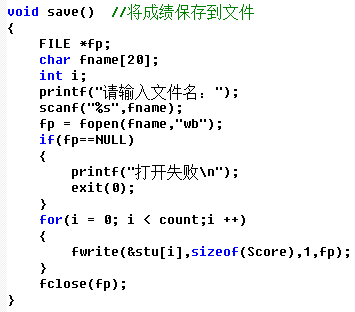 void save()  //将成绩保存到文件
{
    FILE *fp;
    char fname[20];
    int i;
    printf("请输入文件名：");
    scanf("%s",fname);
    fp = fopen(fname,"wb");
    if(fp==NULL)
    {
        printf("打开失败\n");
        exit(0);
    }
    for(i = 0; i < count;i ++)
    {
        fwrite(&stu[i],sizeof(Score),1,fp);
    }
    fclose(fp);
}